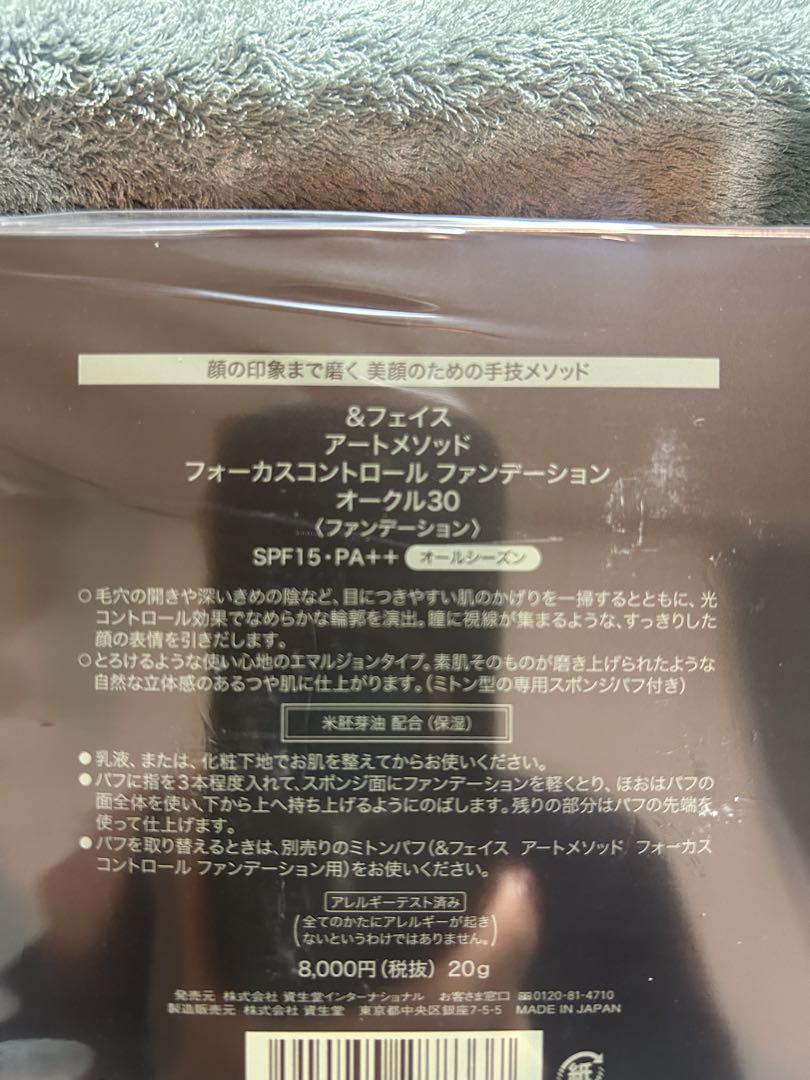 顔の印象まで磨く 美顔のための手技メソッド
&フェイス
アートメソッド
フォーカスコントロール ファンデーション
オークル30
〈ファンデーション〉
SPF15・PA++ オールシーズン
○毛穴の開きや深いきめの陰など、目につきやすい肌のかげりを一掃するとともに、光
コントロール効果でなめらかな輪郭を演出。瞳に視線が集まるような、すっきりした
顔の表情を引きだします。
○とろけるような使い心地のエマルジョンタイプ。素肌そのものが磨き上げられたような
自然な立体感のあるつや肌に仕上がります。(ミトン型の専用スポンジパフ付き)
米胚芽油 配合(保湿)
●乳液、または、化粧下地でお肌を整えてからお使いください。
●パフに指を3本程度入れて、スポンジ面にファンデーションを軽くとり、ほおはパフの
面全体を使い、下から上へ持ち上げるようにのばします。残りの部分はパフの先端を
使って仕上げます。
●パフを取り替えるときは、別売りのミトンパフ(&フェイス アートメソッド フォーカス
コントロール ファンデーション用)をお使いください。
アレルギーテスト済み
(全てのかたにアレルギーが起き
ないというわけではありません。)
8,000円(税抜) 20g
発売元 株式会社 資生堂インターナショナル お客さま窓口 0120-81-4710
製造販売元 株式会社 資生堂 東京都中央区銀座7-5-5 MADE IN JAPAN
紙